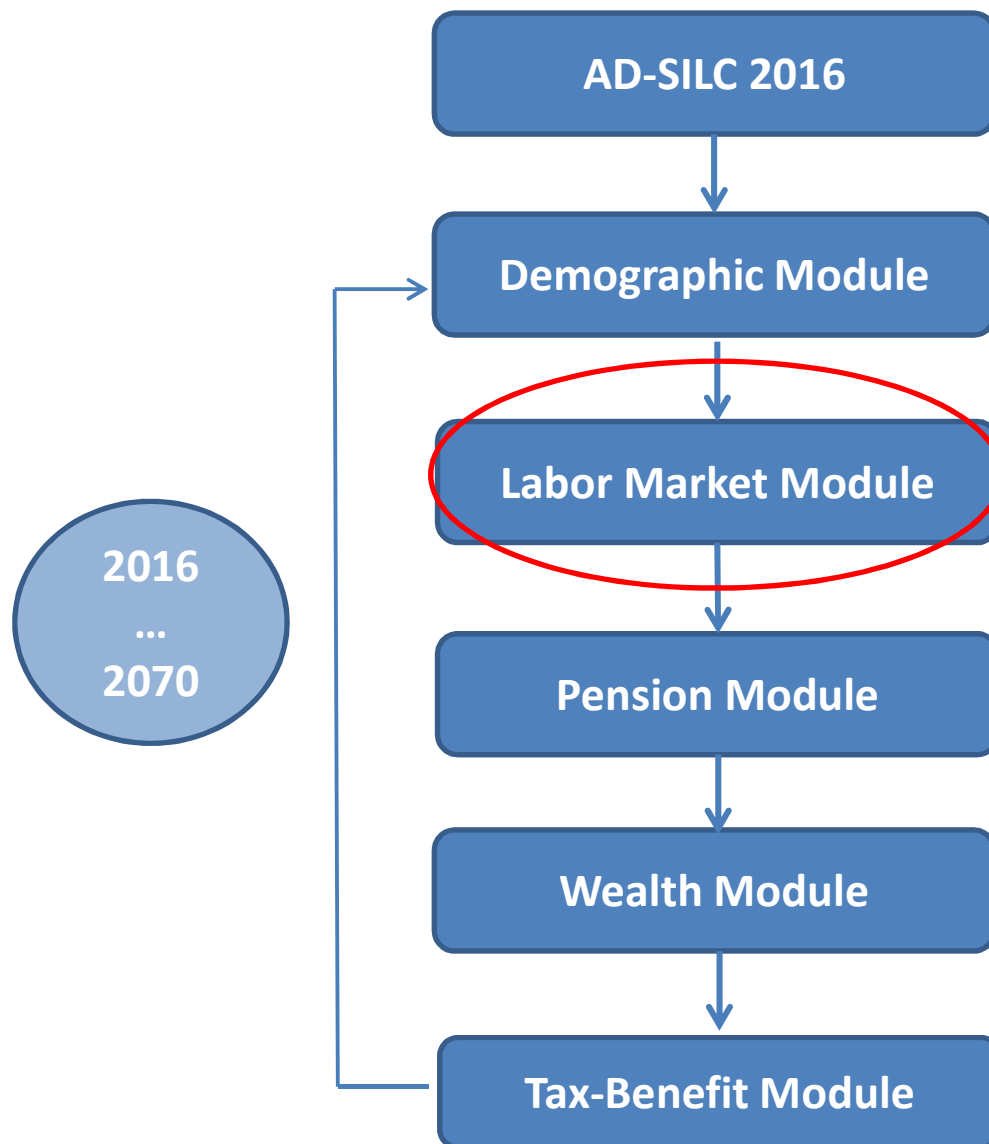 AD-SILC 2016
Demographic Module
Labor Market Module
2016
...
2070
Pension Module
Wealth Module
Tax-Benefit Module